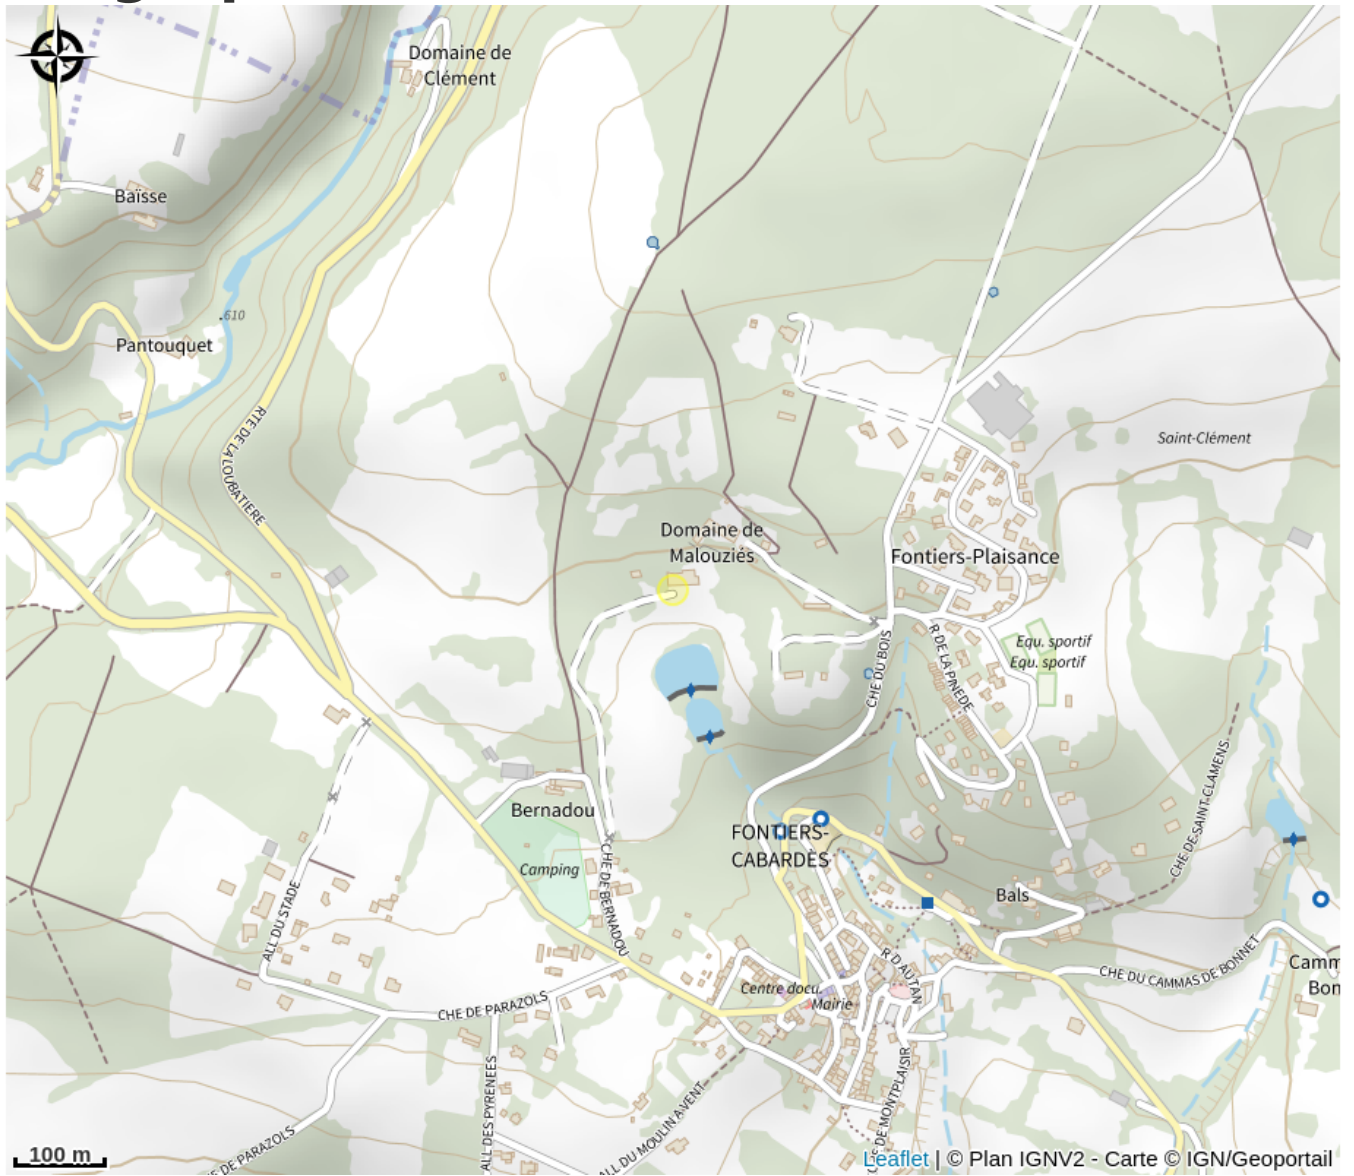 Domaine de
Clément
Baïsse
.610
Pantouquet
RTE DE LA LOUBATIERE
Saint-Clément
Domaine de
Malouziés
Fontiers-Plaisance
Equ. sportif
Equ. sportif
R DE LA PINEDE
CHE DU BOIS
CHE DE SAINT CLAMENS
Bernadou
FONTIERS-
CABARDÈS
Camping
CHE DE BERNADOU
Bals
ALL DU STADE
R D AUTAN
CHE DU CAMMAS DE BONNET
Camm
Bon
Centre docu.
Mairie
CHE DE PARAZOLS
ALL DES PYRENEES
ALL DU MOULIN A VENT
E DE MONTPLAISIR
E DE PARAZOLS
100 m
Leaflet | © Plan IGNV2 - Carte © IGN/Geoportail